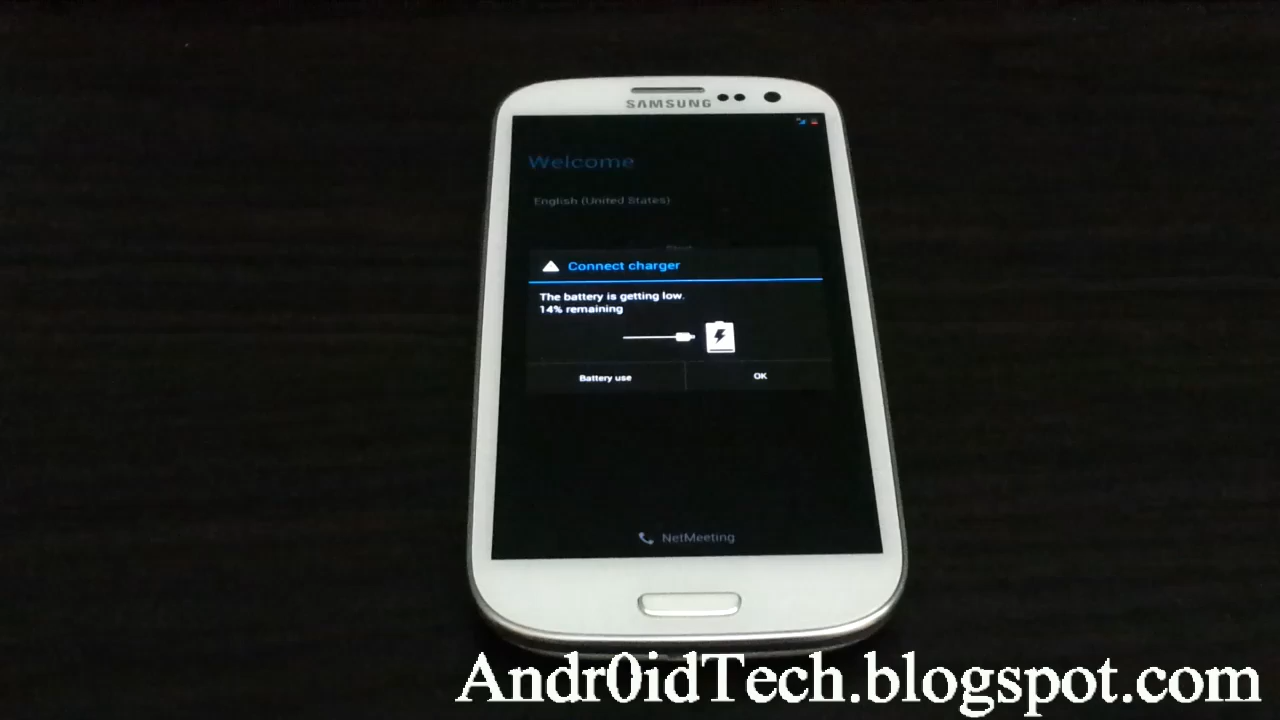 SAMSUNG
Welcome
English (United States)
Connect charger
The battery is getting low.
14% remaining
Battery use
OK
NetMeeting
Andr0idTech.blogspot.com